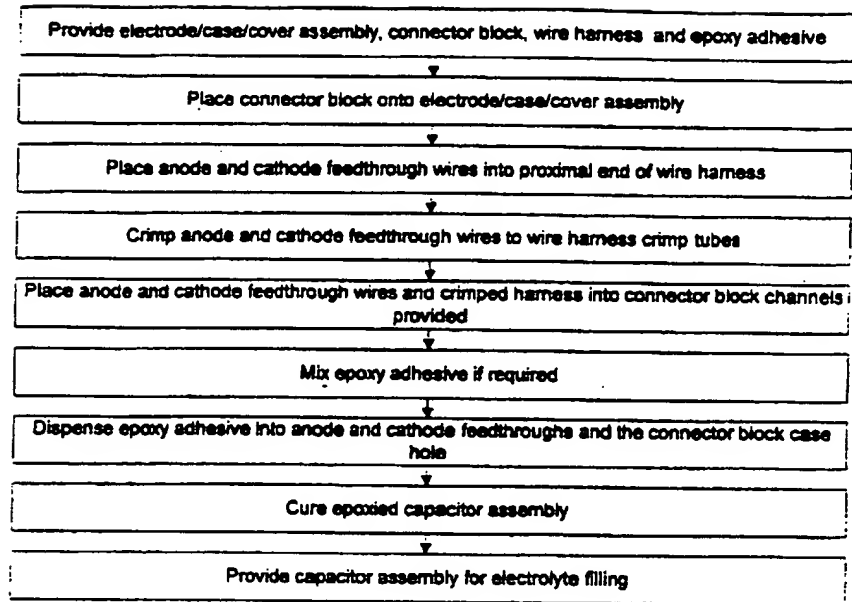 Provide electrode/case/cover assembly, connector block, wire harness and epoxy adhesive
Place connector block onto electrode/case/cover assembly
Place anode and cathode feedthrough wires into proximal end of wire harness
Crimp anode and cathode feedthrough wires to wire harness crimp tubes
Place anode and cathode feedthrough wires and crimped harness into connector block channels
provided
Mix epoxy adhesive if required
Dispense epoxy adhesive into anode and cathode feedthroughs and the connector block case
hole
Cure epoxied capacitor assembly
Provide capacitor assembly for electrolyte filling